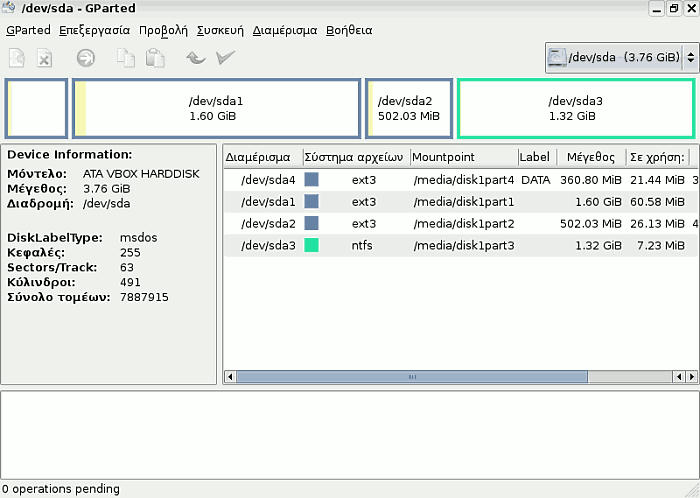 /dev/sda - GParted
GParted Επεξεργασία Προβολή Συσκευή Διαμέρισμα Βοήθεια
/dev/sda (3.76 GiB)
/dev/sda1
1.60 GiB
/dev/sda2
502.03 MiB
/dev/sda3
1.32 GiB
Device Information:
Μόντελο: ATA VBOX HARDDISK
Μέγεθος: 3.76 GiB
Διαδρομή: /dev/sda
DiskLabelType: msdos
Κεφαλές: 255
Sectors/Track: 63
Κύλινδροι: 491
Σύνολο τομέων: 7887915
Διαμέρισμα Σύστημα αρχείων Mountpoint Label Μέγεθος Σε χρήση:
/dev/sda4 ext3 /media/disk1part4 DATA 360.80 MiB 21.44 MiB 3
/dev/sda1 ext3 /media/disk1part1 1.60 GiB 60.58 MiB
/dev/sda2 ext3 /media/disk1part2 502.03 MiB 26.13 MiB 4
/dev/sda3 ntfs /media/disk1part3 1.32 GiB 7.23 MiB
0 operations pending